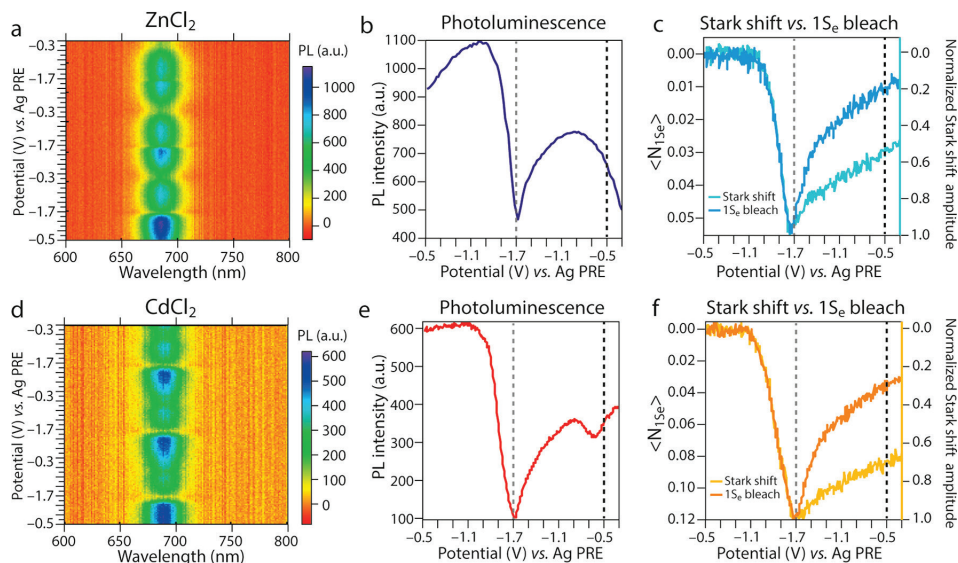 a
ZnCl2
PL (a.u.)
−0.3
−1.7
−0.3
−1.7
−0.3
−1.7
−0.5
Potential (V) vs. Ag PRE
600 650 700 750 800
Wavelength (nm)
1000
800
600
400
200
0
b
Photoluminescence
1100
1000
900
800
700
600
500
400
PL intensity (a.u.)
−0.5 −1.1 −1.7 −1.1 −0.5
Potential (V) vs. Ag PRE
c
Stark shift vs. 1Se bleach
0.00
0.01
0.02
0.03
0.04
0.05
<N1Se>
Stark shift
1Se bleach
0.0
0.2
0.4
0.6
0.8
1.0
Normalized Stark shift amplitude
−0.5 −1.1 −1.7 −1.1 −0.5
Potential (V) vs. Ag PRE
d
CdCl2
PL (a.u.)
−0.3
−1.7
−0.3
−1.7
−0.3
−1.7
−0.5
Potential (V) vs. Ag PRE
600 650 700 750 800
Wavelength (nm)
600
500
400
300
200
100
0
e
Photoluminescence
600
500
400
300
200
100
PL intensity (a.u.)
−0.5 −1.1 −1.7 −1.1 −0.5
Potential (V) vs. Ag PRE
f
Stark shift vs. 1Se bleach
0.00
0.02
0.04
0.06
0.08
0.10
0.12
<N1Se>
Stark shift
1Se bleach
0.0
0.2
0.4
0.6
0.8
1.0
Normalized Stark shift amplitude
−0.5 −1.1 −1.7 −1.1 −0.5
Potential (V) vs. Ag PRE